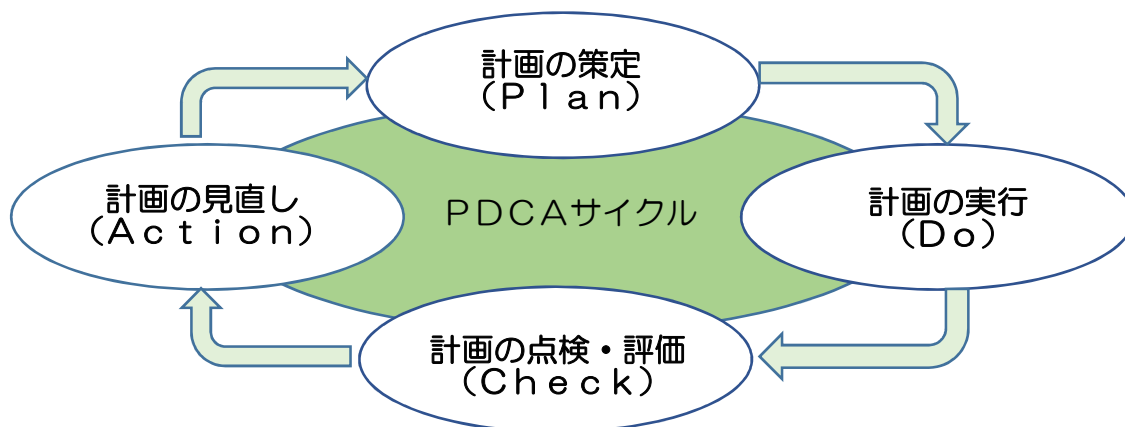 計画の策定
（Ｐｌａｎ）
計画の見直し
（Ａｃｔｉｏｎ）
ＰＤＣＡサイクル
計画の実行
（Ｄｏ）
計画の点検・評価
（Ｃｈｅｃｋ）